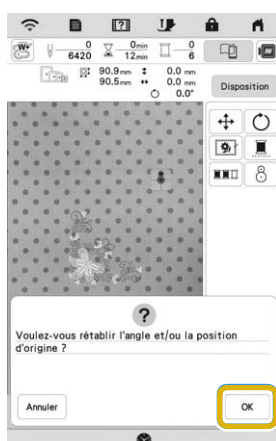 W+
0
6420
0min
12min
0
6
90.9mm
0.0 mm
90.5mm
0.0 mm
0.0°
Disposition
?
Voulez-vous rétablir l'angle et/ou la position
d'origine ?
Annuler
OK